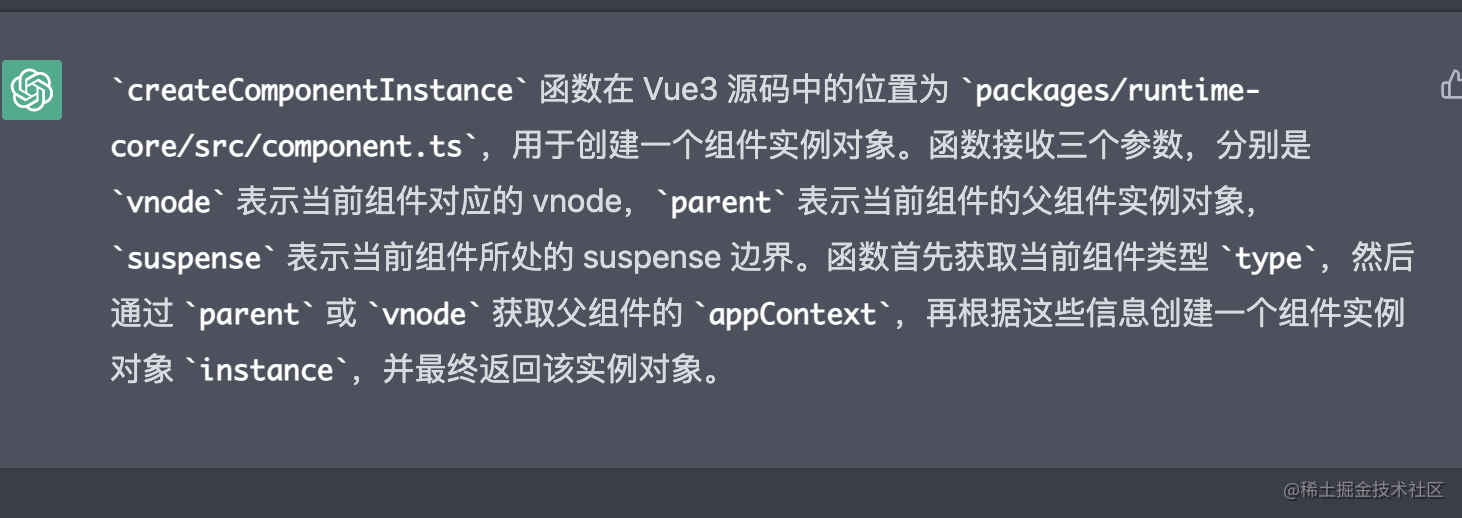 `createComponentInstance` 函数在 Vue3 源码中的位置为 `packages/runtime-
core/src/component.ts`，用于创建一个组件实例对象。函数接收三个参数，分别是
`vnode` 表示当前组件对应的 vnode，`parent` 表示当前组件的父组件实例对象，
`suspense` 表示当前组件所处的 suspense 边界。函数首先获取当前组件类型 `type`，然后
通过 `parent` 或 `vnode` 获取父组件的 `appContext`，再根据这些信息创建一个组件实例
对象 `instance`，并最终返回该实例对象。
@稀土掘金技术社区